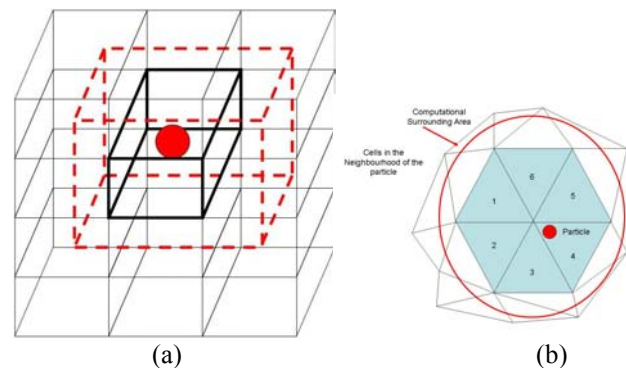 Computational
Surrounding Area
Cells in the
Neighbourhood of the
particle
6
1
5
Particle
2
4
3
(a)
(b)